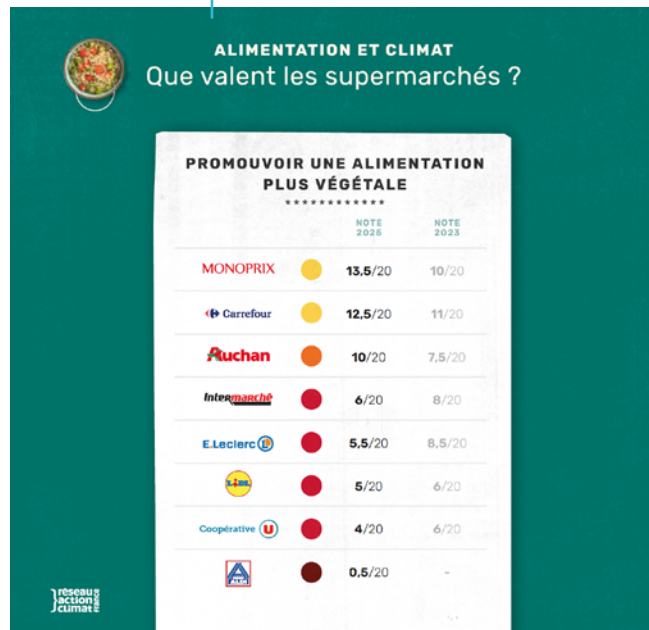 ALIMENTATION ET CLIMAT
Que valent les supermarchés ?
PROMOUVOIR UNE ALIMENTATION
PLUS VÉGÉTALE
************
NOTE NOTE
2025 2023
MONOPRIX 13,5/20 10/20
Carrefour 12,5/20 11/20
Auchan 10/20 7,5/20
Intermarché 6/20 8/20
E.Leclerc L 5,5/20 8,5/20
LIDL 5/20 6/20
Coopérative U 4/20 6/20
ALDI 0,5/20 -
réseau
action
climat
FRANCE